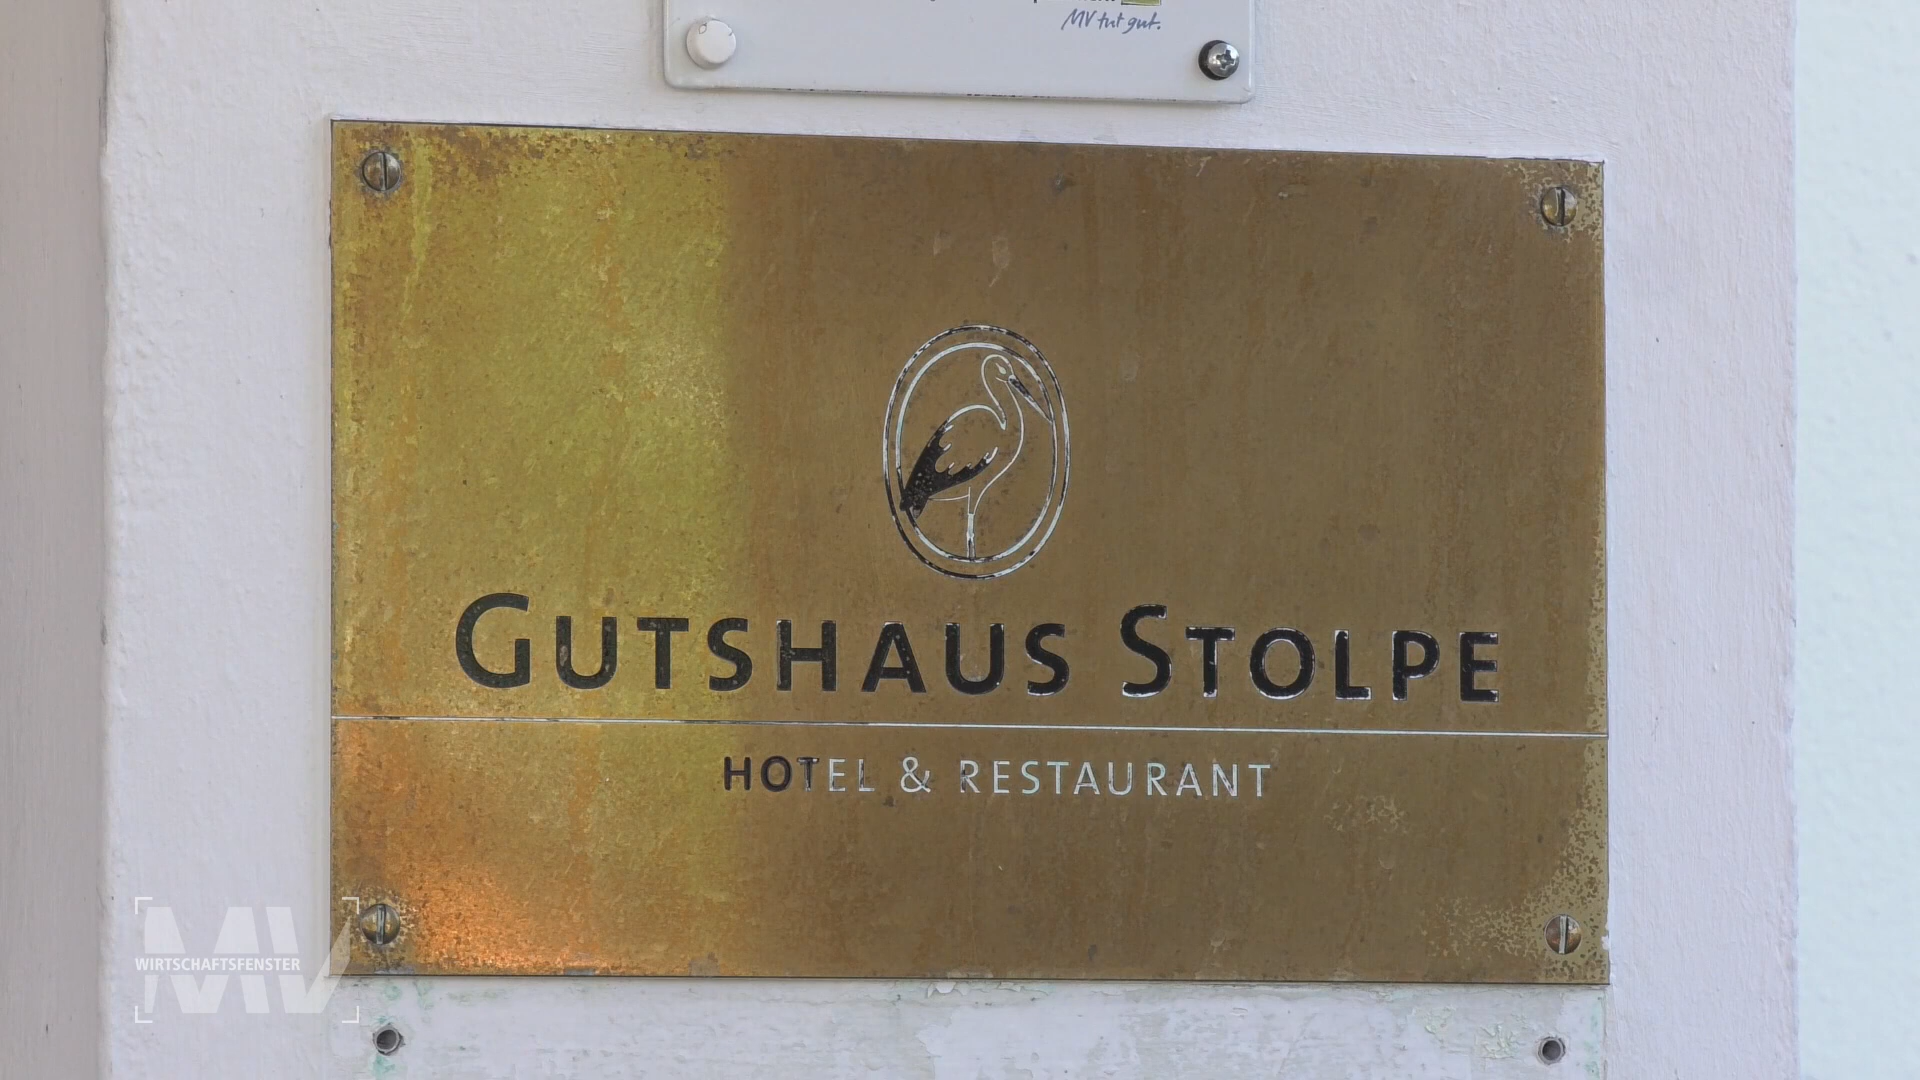 MV tut gut.
GUTSHAUS STOLPE
HOTEL & RESTAURANT
MV
WIRTSCHAFTSFENSTER